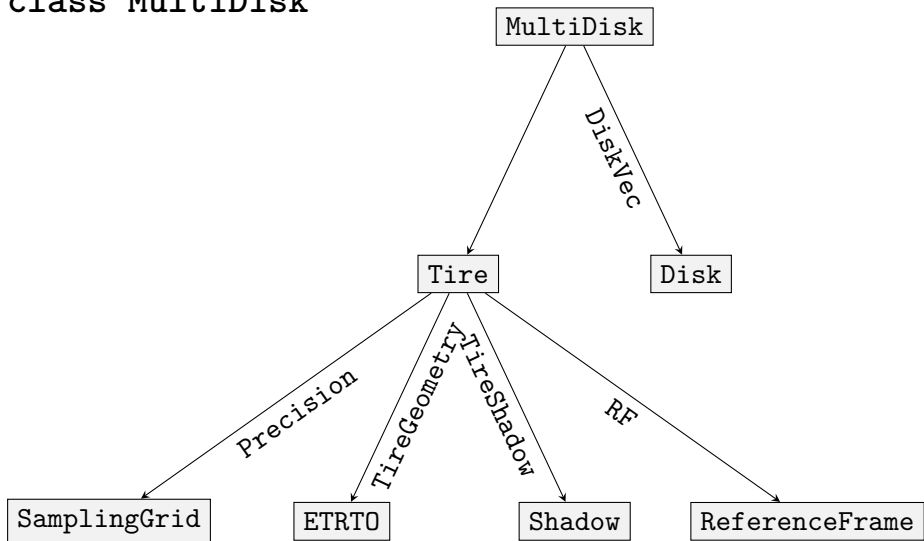 class MultiDisk
MultiDisk
DiskVec
Tire
Disk
Precision
TireGeometry
TireShadow
RF
SamplingGrid
ETRTO
Shadow
ReferenceFrame